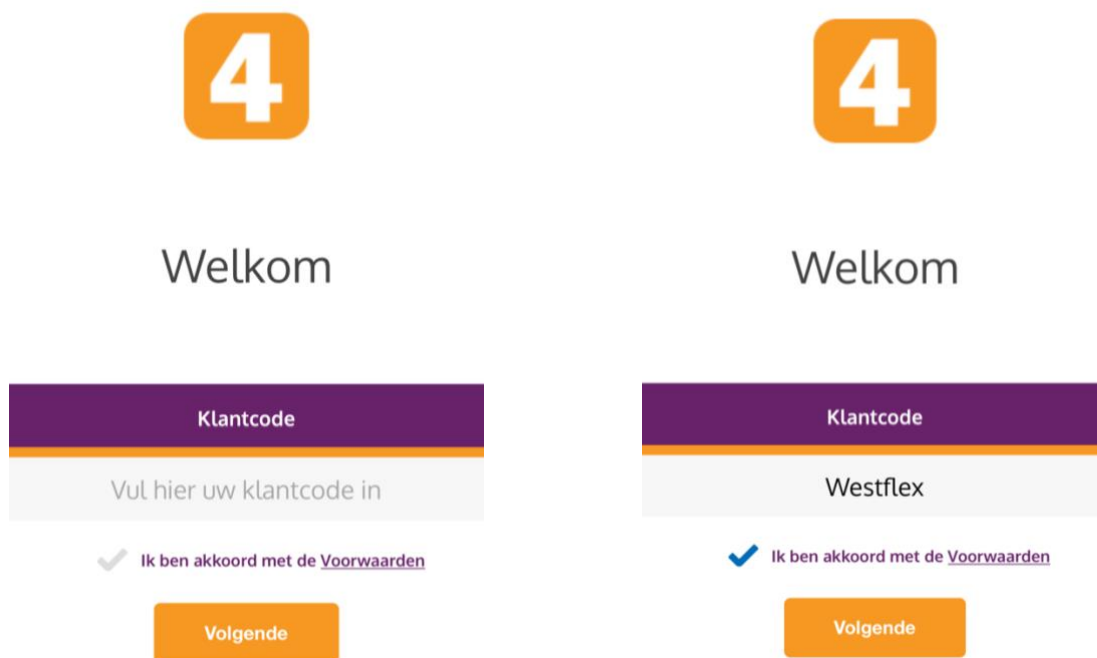 4
Welkom
Klantcode
Vul hier uw klantcode in
Ik ben akkoord met de Voorwaarden
Volgende
4
Welkom
Klantcode
Westflex
Ik ben akkoord met de Voorwaarden
Volgende